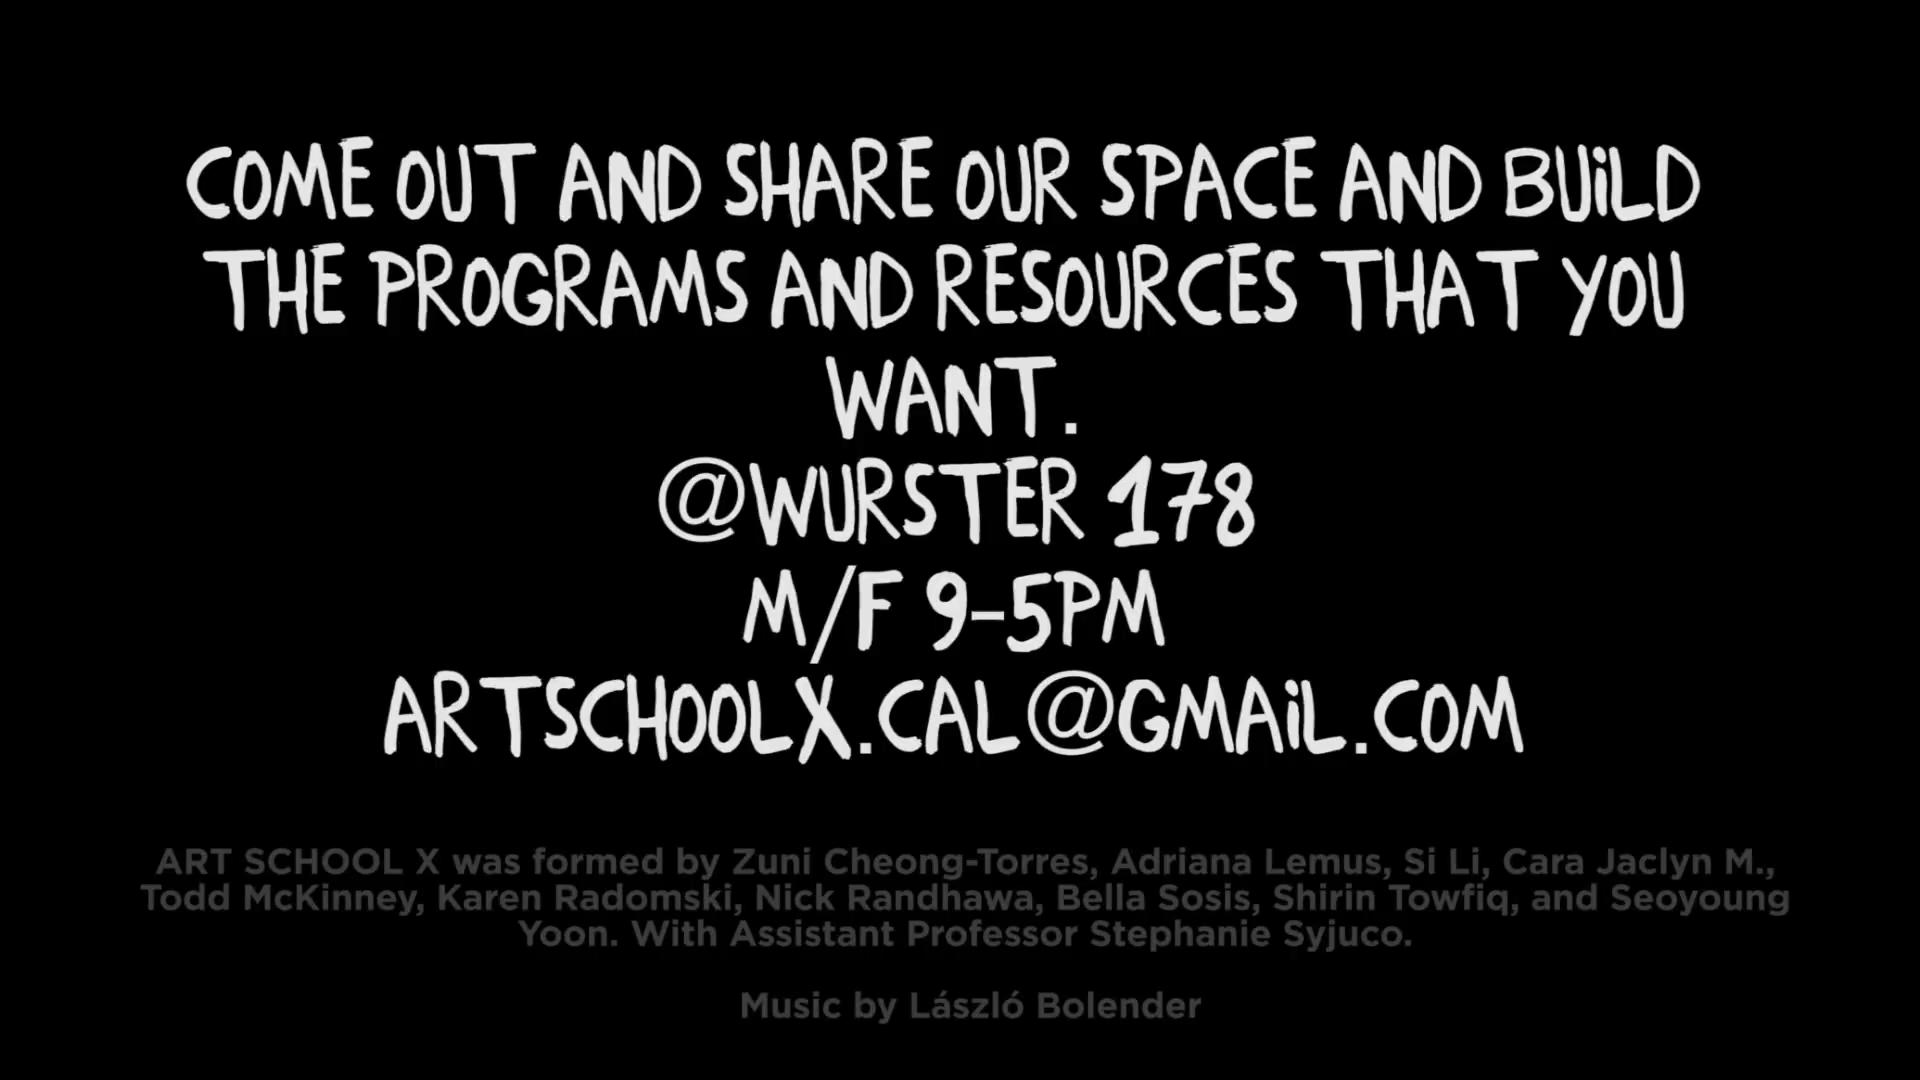 COME OUT AND SHARE OUR SPACE AND BUiLD
THE PROGRAMS AND RESOURCES THAT YOU
WANT.
@WURSTER 178
M/F 9-5PM
ARTSCHOOLX.CAL@GMAiL.COM
ART SCHOOL X was formed by Zuni Cheong-Torres, Adriana Lemus, Si Li, Cara Jaclyn M.,
Todd McKinney, Karen Radomski, Nick Randhawa, Bella Sosis, Shirin Towfiq, and Seoyoung
Yoon. With Assistant Professor Stephanie Syjuco.
Music by László Bolender